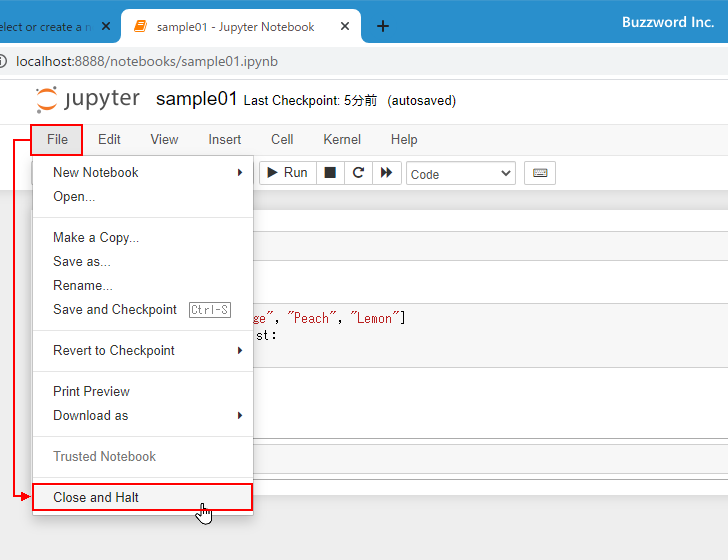 elect or create a n
sample01 - Jupyter Notebook
Buzzword Inc.
localhost:8888/notebooks/sample01.ipynb
jupyter sample01 Last Checkpoint: 5分前 (autosaved)
File Edit View Insert Cell Kernel Help
Run Code
New Notebook
Open...
Make a Copy...
Save as...
Rename...
Save and Checkpoint Ctrl-S
ge", "Peach", "Lemon"]
st:
Revert to Checkpoint
Print Preview
Download as
Trusted Notebook
Close and Halt